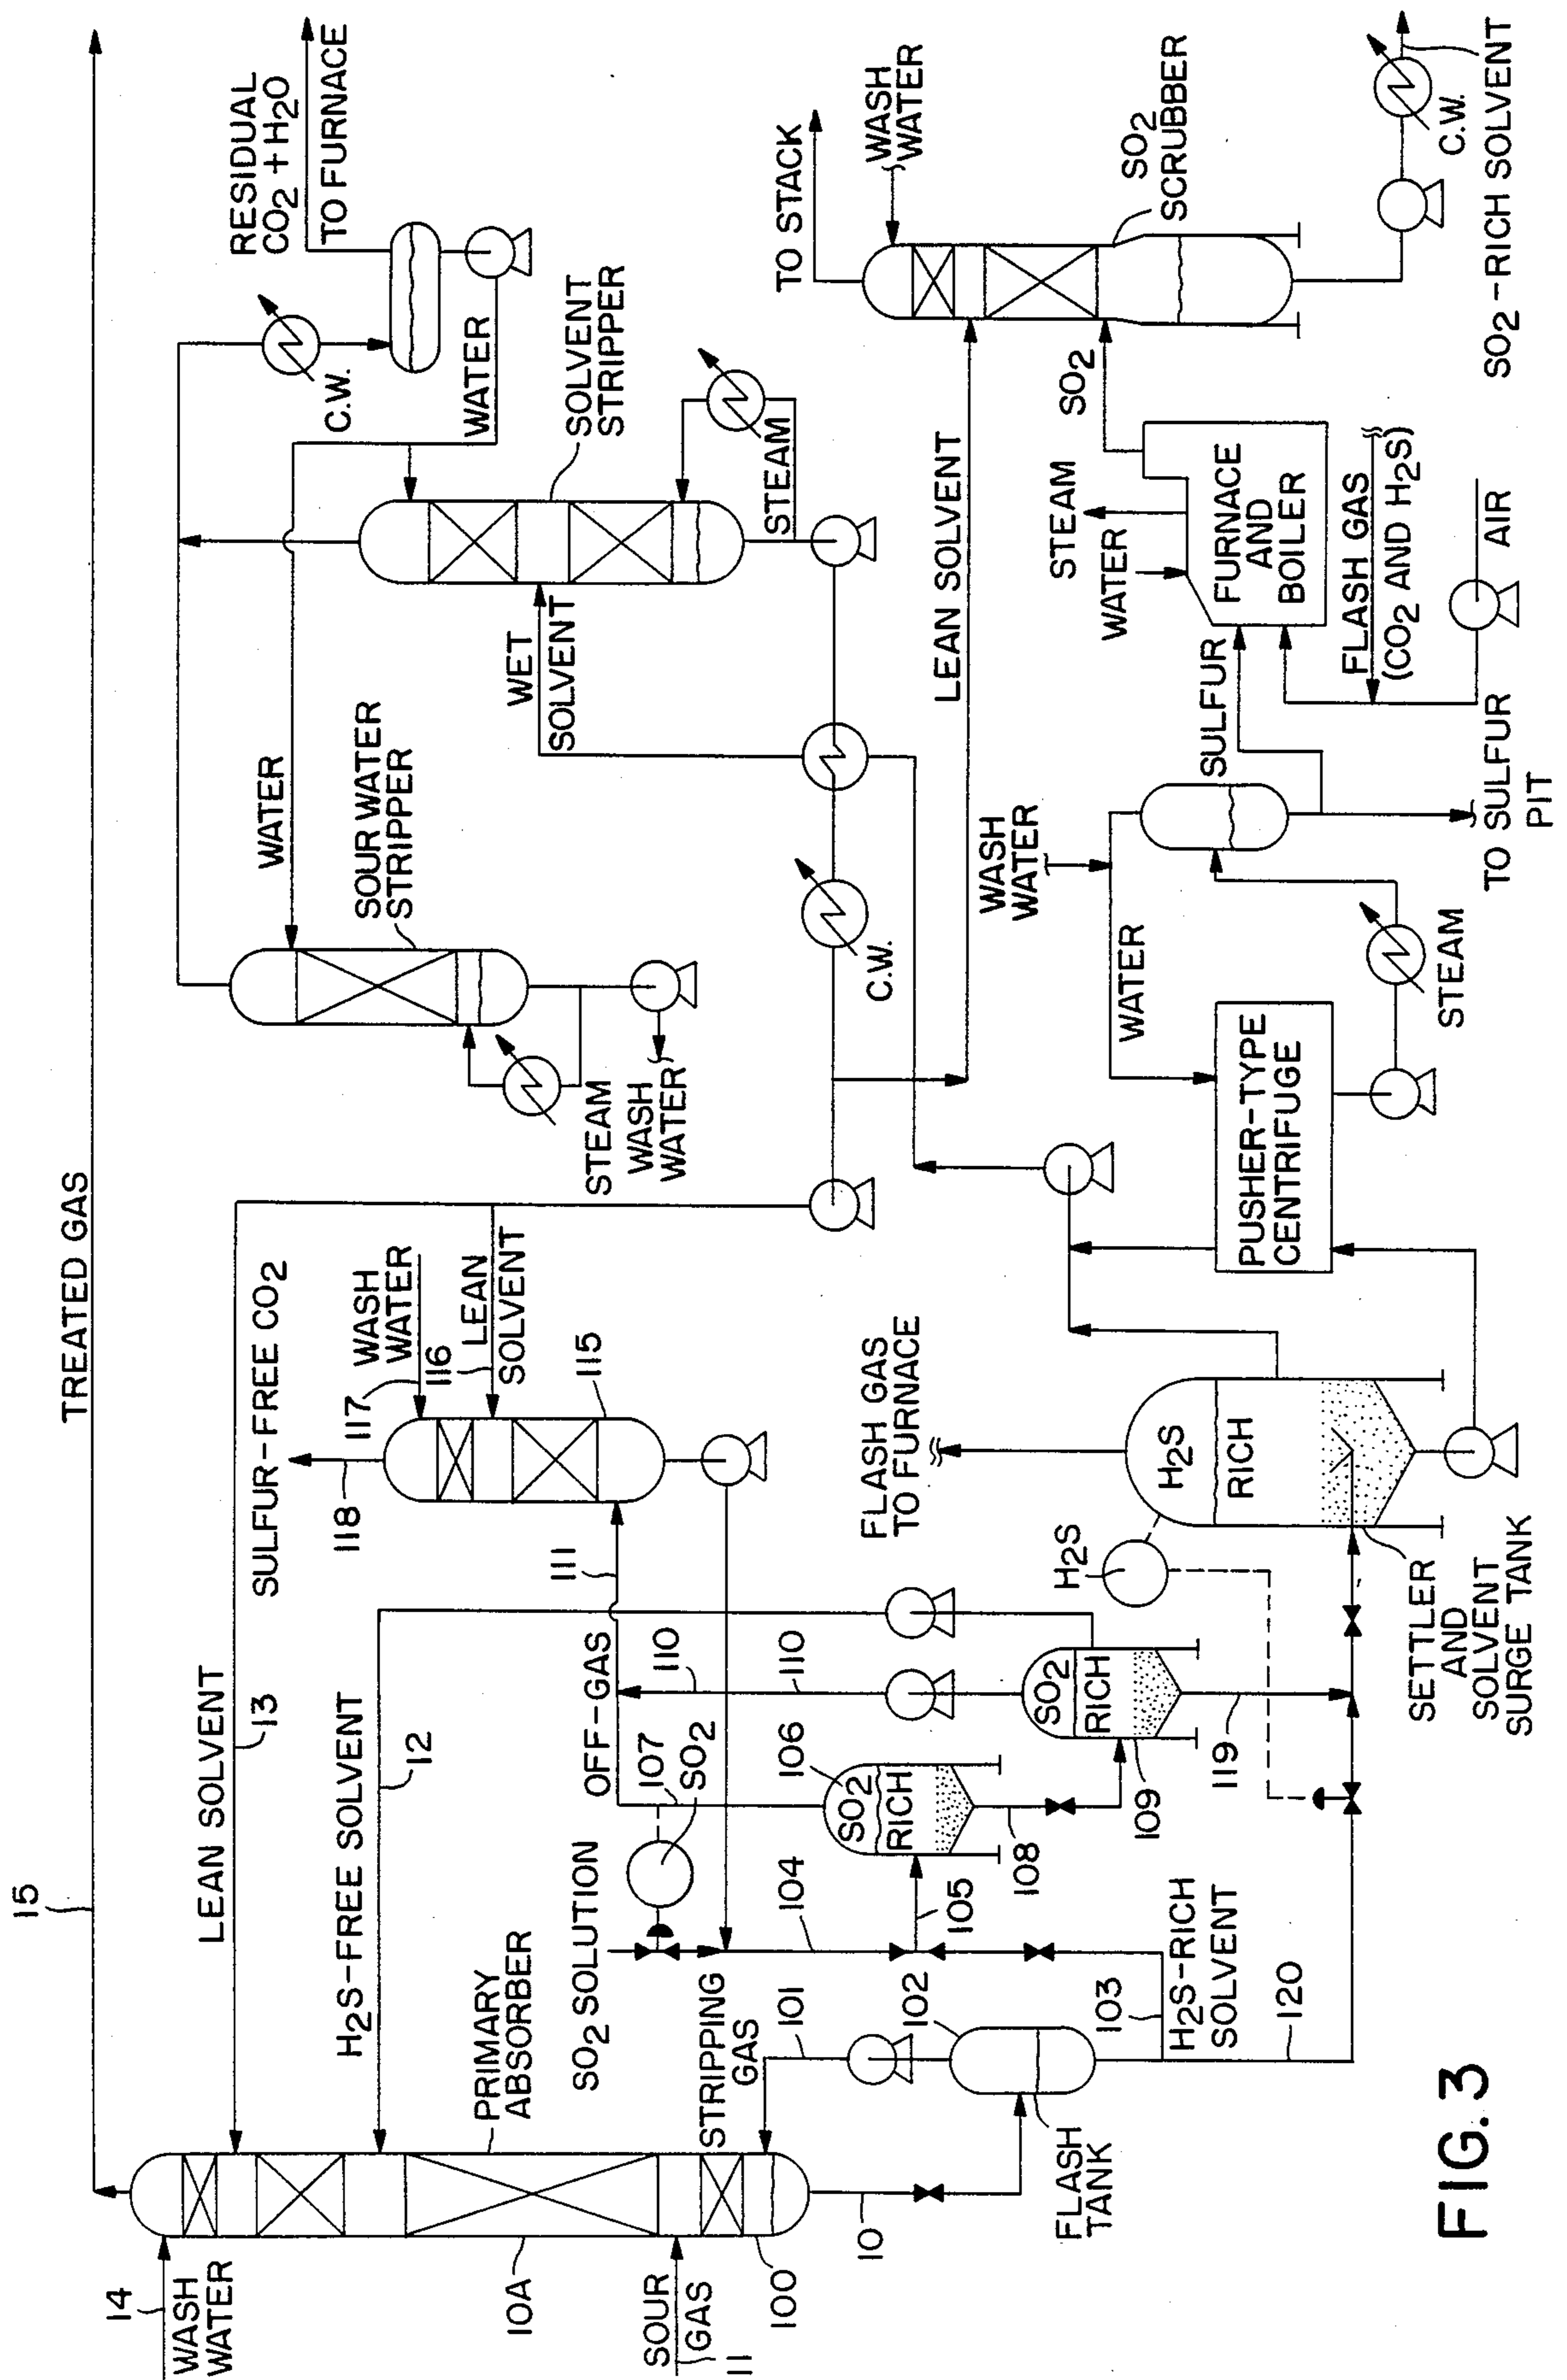 15
TREATED GAS
14
WASH
WATER
LEAN SOLVENT
13
SULFUR-FREE CO2
118
117
WASH
WATER
116
LEAN
SOLVENT
115
H2S-FREE SOLVENT
12
PRIMARY
ABSORBER
10A
SOUR
GAS
11
100
STRIPPING
GAS
101
10
FLASH
TANK
102
103
H2S-RICH
SOLVENT
120
SO2 SOLUTION
104
105
OFF-GAS
107
SO2
106
SO2
RICH
108
109
110
110
111
SO2
RICH
119
H2S
FLASH GAS
TO FURNACE
H2S
RICH
SETTLER
AND
SOLVENT
SURGE TANK
WATER
SOUR WATER
STRIPPER
STEAM
WASH
WATER
RESIDUAL
CO2 + H2O
TO FURNACE
C.W.
WATER
SOLVENT
STRIPPER
STEAM
WET
SOLVENT
C.W.
LEAN SOLVENT
WASH
WATER
WATER
PUSHER-TYPE
CENTRIFUGE
STEAM
SULFUR
TO SULFUR
PIT
STEAM
WATER
FURNACE
AND
BOILER
FLASH GAS
(CO2 AND H2S)
AIR
SO2
TO STACK
WASH
WATER
SO2
SCRUBBER
C.W.
SO2-RICH SOLVENT
FIG. 3